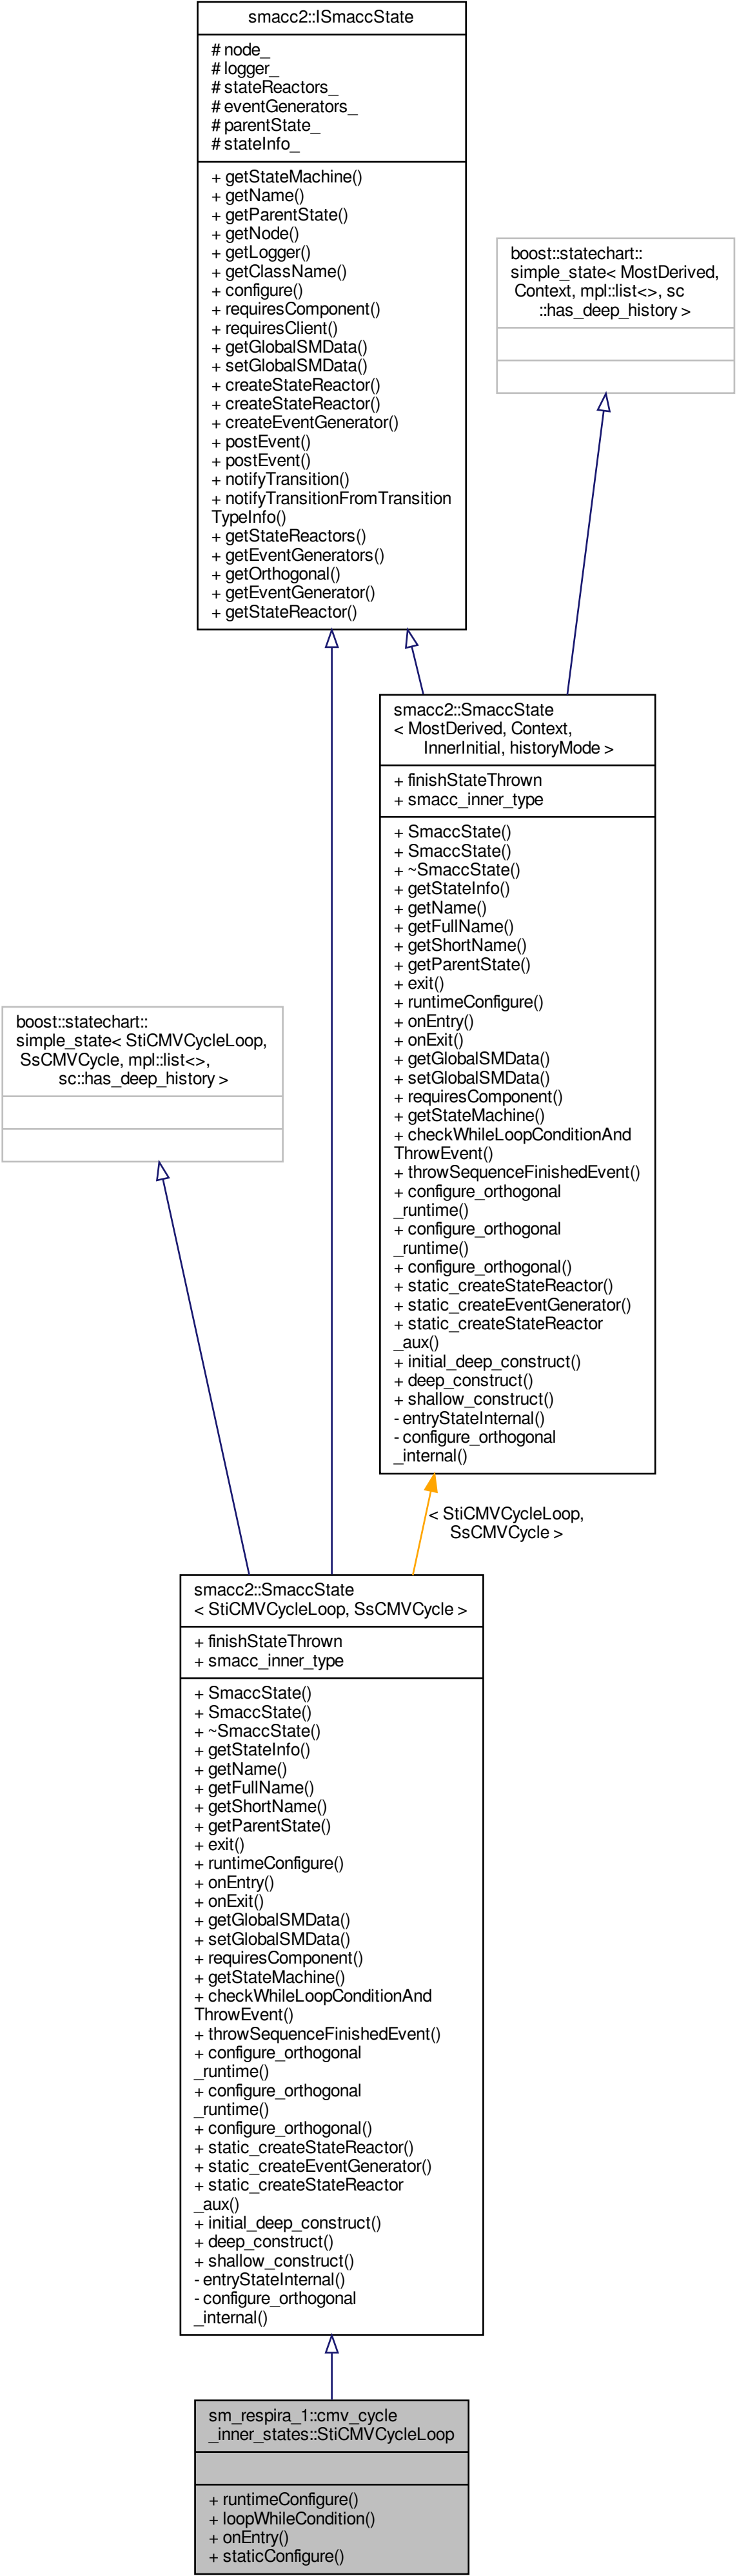 smacc2::ISmaccState
# node_
# logger_
# stateReactors_
# eventGenerators_
# parentState_
# stateInfo_
+ getStateMachine()
+ getName()
+ getParentState()
+ getNode()
+ getLogger()
+ getClassName()
+ configure()
+ requiresComponent()
+ requiresClient()
+ getGlobalSMData()
+ setGlobalSMData()
+ createStateReactor()
+ createStateReactor()
+ createEventGenerator()
+ postEvent()
+ postEvent()
+ notifyTransition()
+ notifyTransitionFromTransition
TypeInfo()
+ getStateReactors()
+ getEventGenerators()
+ getOrthogonal()
+ getEventGenerator()
+ getStateReactor()
boost::statechart::
simple_state< MostDerived,
Context, mpl::list<>, sc
::has_deep_history >
smacc2::SmaccState
< MostDerived, Context,
InnerInitial, historyMode >
+ finishStateThrown
+ smacc_inner_type
+ SmaccState()
+ SmaccState()
+ ~SmaccState()
+ getStateInfo()
+ getName()
+ getFullName()
+ getShortName()
+ getParentState()
+ exit()
+ runtimeConfigure()
+ onEntry()
+ onExit()
+ getGlobalSMData()
+ setGlobalSMData()
+ requiresComponent()
+ getStateMachine()
+ checkWhileLoopConditionAnd
ThrowEvent()
+ throwSequenceFinishedEvent()
+ configure_orthogonal
_runtime()
+ configure_orthogonal
_runtime()
+ configure_orthogonal()
+ static_createStateReactor()
+ static_createEventGenerator()
+ static_createStateReactor
_aux()
+ initial_deep_construct()
+ deep_construct()
+ shallow_construct()
- entryStateInternal()
- configure_orthogonal
_internal()
boost::statechart::
simple_state< StiCMVCycleLoop,
SsCMVCycle, mpl::list<>,
sc::has_deep_history >
< StiCMVCycleLoop,
SsCMVCycle >
smacc2::SmaccState
< StiCMVCycleLoop, SsCMVCycle >
+ finishStateThrown
+ smacc_inner_type
+ SmaccState()
+ SmaccState()
+ ~SmaccState()
+ getStateInfo()
+ getName()
+ getFullName()
+ getShortName()
+ getParentState()
+ exit()
+ runtimeConfigure()
+ onEntry()
+ onExit()
+ getGlobalSMData()
+ setGlobalSMData()
+ requiresComponent()
+ getStateMachine()
+ checkWhileLoopConditionAnd
ThrowEvent()
+ throwSequenceFinishedEvent()
+ configure_orthogonal
_runtime()
+ configure_orthogonal
_runtime()
+ configure_orthogonal()
+ static_createStateReactor()
+ static_createEventGenerator()
+ static_createStateReactor
_aux()
+ initial_deep_construct()
+ deep_construct()
+ shallow_construct()
- entryStateInternal()
- configure_orthogonal
_internal()
sm_respira_1::cmv_cycle
_inner_states::StiCMVCycleLoop
+ runtimeConfigure()
+ loopWhileCondition()
+ onEntry()
+ staticConfigure()